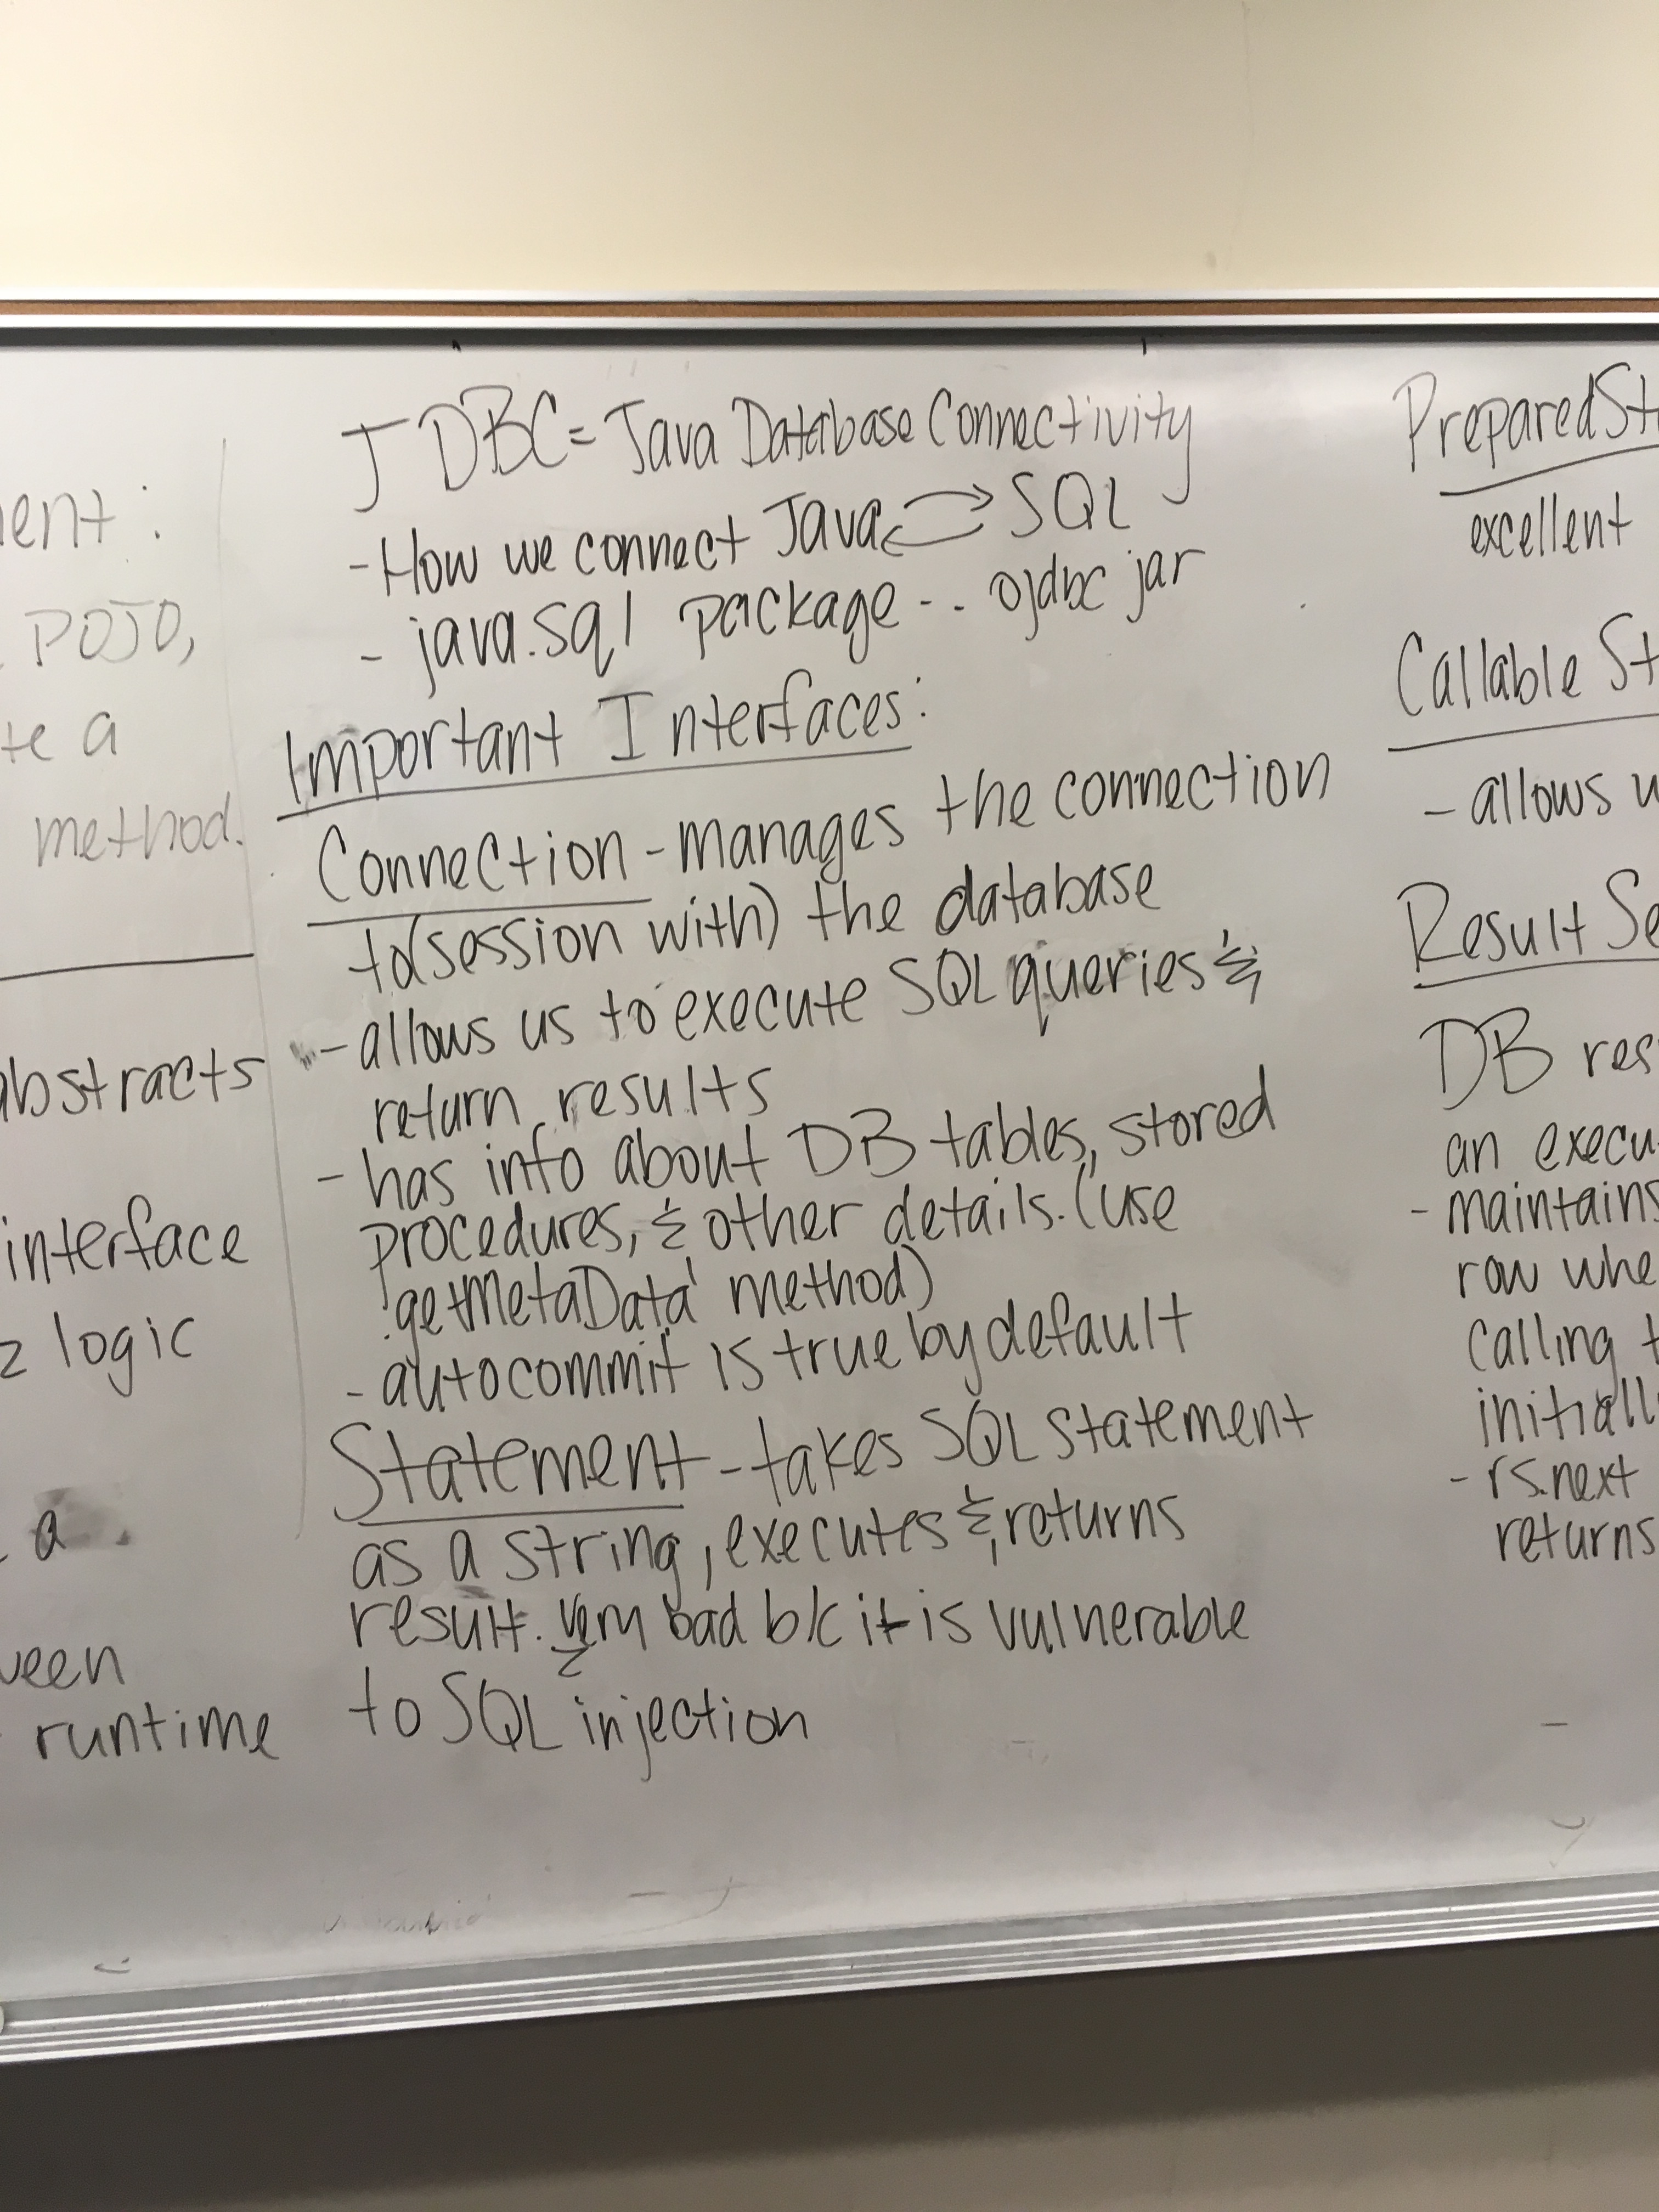 ent:
POJO,
te a
method.
abstracts
interface
z logic
a
ween
runtime
JDBC = Java Database Connectivity
- How we connect Java ⇄ SQL
- java.sql package -- ojdbc jar
Important Interfaces:
Connection - manages the connection
to(session with) the database
- allows us to execute SQL queries &
return results
- has info about DB tables, stored
procedures, & other details. (use
'getMetaData' method)
- autocommit is true by default
Statement - takes SQL statement
as a string, executes & returns
result. very bad b/c it is vulnerable
to SQL injection
PreparedSt
excellent
Callable St
- allows u
Result Se
DB res
an execu
- maintains
row whe
calling t
initiall
- rs.next
returns